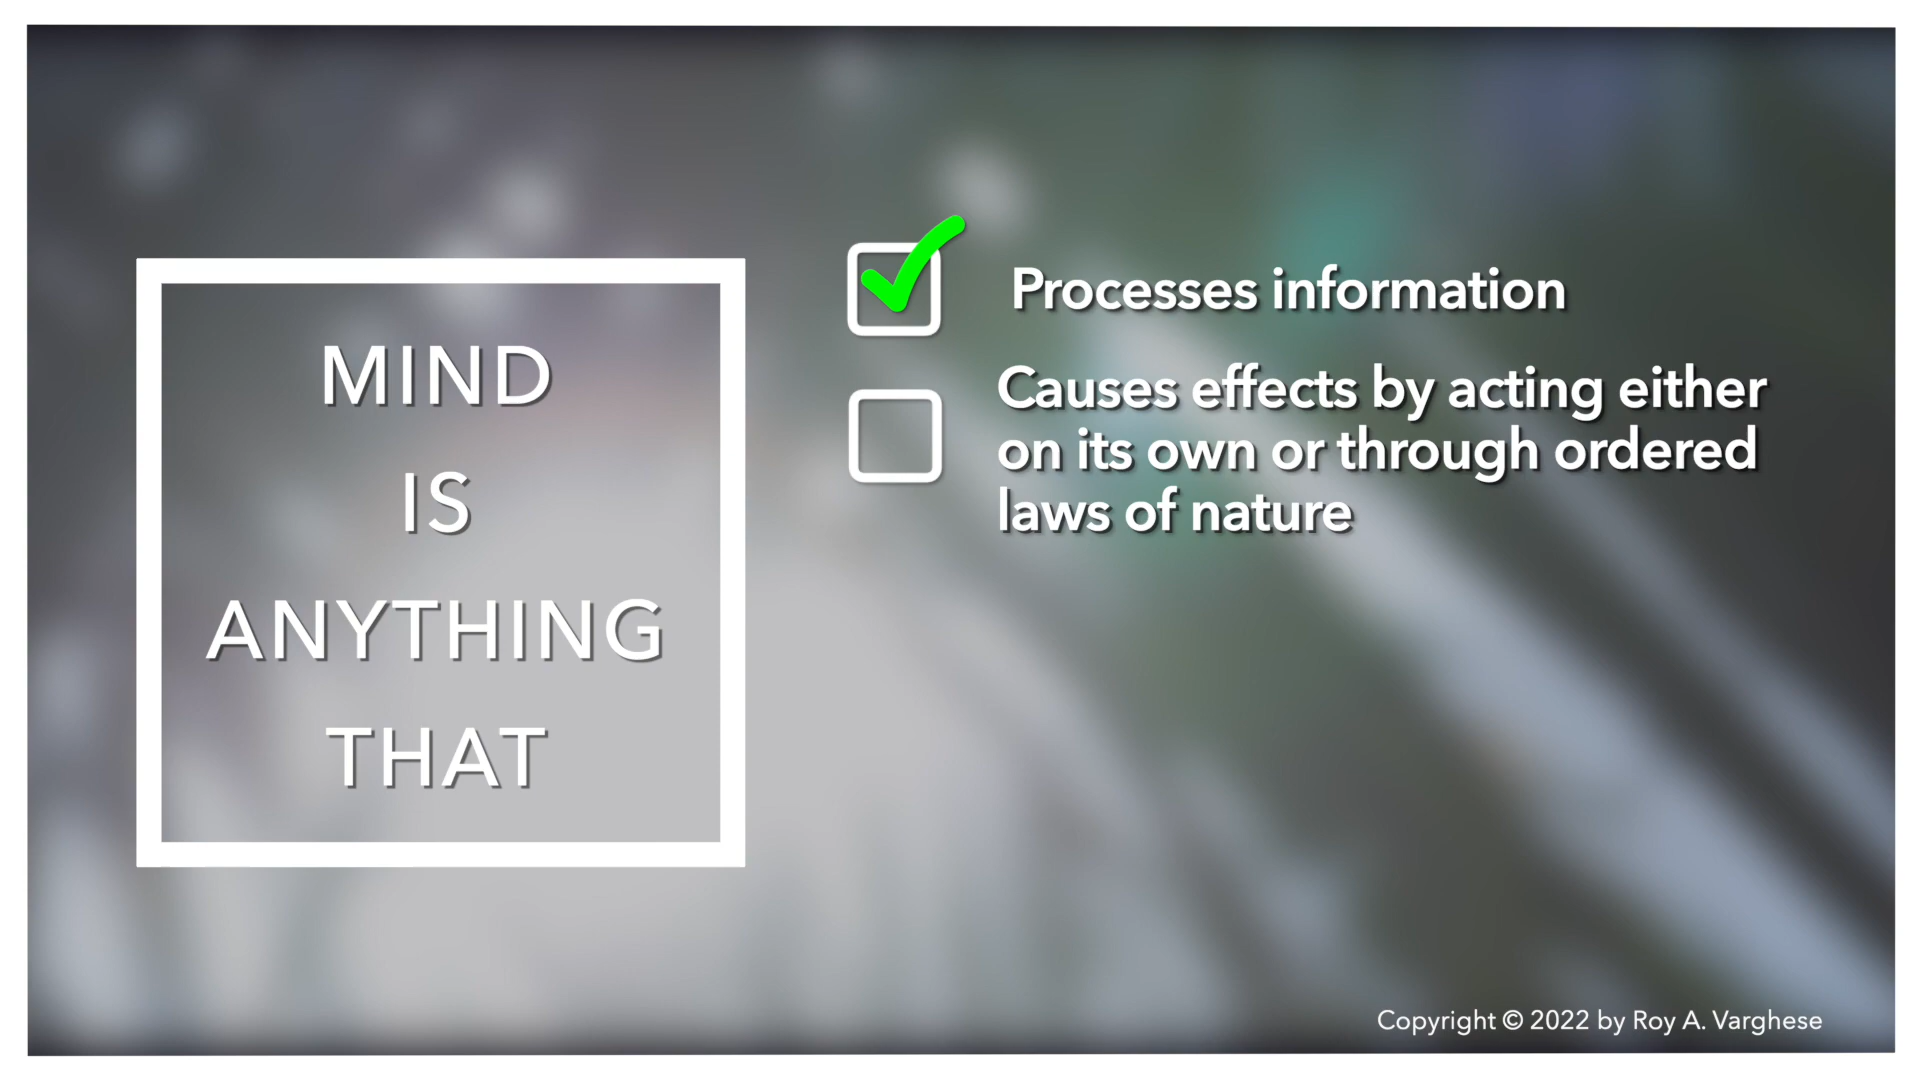 MIND
IS
ANYTHING
THAT
Processes information
Causes effects by acting either
on its own or through ordered
laws of nature
Copyright © 2022 by Roy A. Varghese